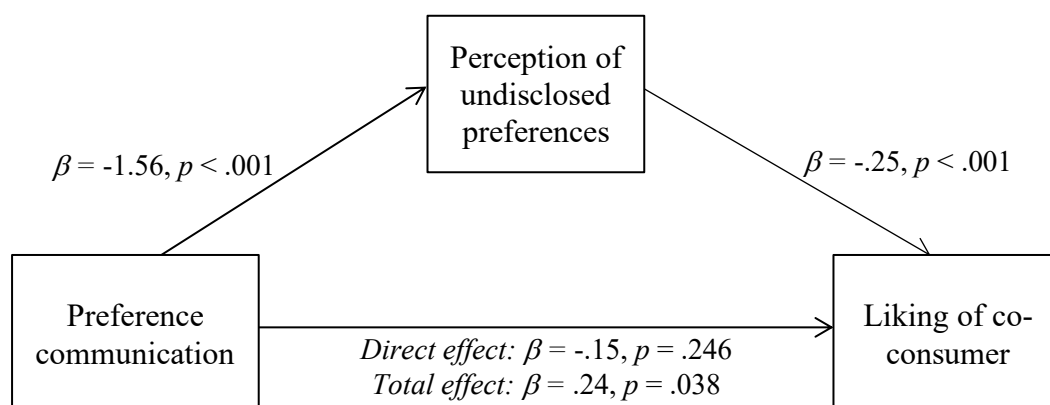 Perception of
undisclosed
preferences
β = -1.56, p < .001
β = -.25, p < .001
Preference
communication
Direct effect: β = -.15, p = .246
Total effect: β = .24, p = .038
Liking of co-
consumer